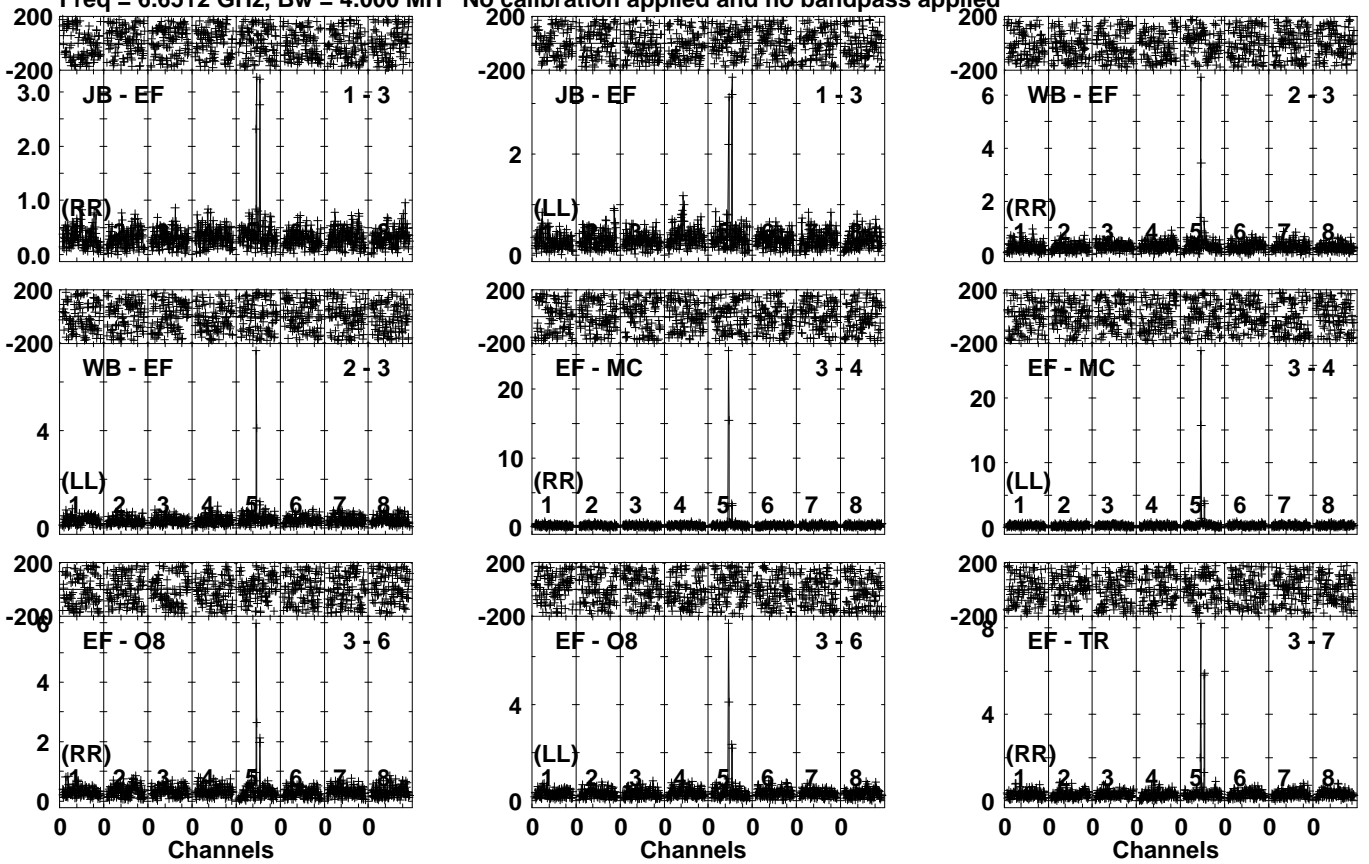 Freq = 6.6512 GHz, Bw = 4.000 MH No calibration applied and no bandpass applied
200 200 200
-200 -200 -200
JB - EF 1 - 3 JB - EF 1 - 3 WB - EF 2 - 3
3.0 6
2.0 2 4
1.0 2
(RR) (LL) (RR)
1 2 3 4 5 6 7 8
0.0 0 0
200 200 200
-200 -200 -200
WB - EF 2 - 3 EF - MC 3 - 4 EF - MC 3 - 4
20 20
4 10 10
(LL) (RR) (LL)
1 2 3 4 5 6 7 8 1 2 3 4 5 6 7 8 1 2 3 4 5 6 7 8
0 0 0
200 200 200
-200 -200 -200
6 8
EF - O8 3 - 6 EF - O8 3 - 6 EF - TR 3 - 7
4 4 4
2
(RR) (LL) (RR)
1 2 3 4 5 6 7 8 1 2 3 4 5 6 7 8 1 2 3 4 5 6 7 8
0 0 0
0 0 0 0 0 0 0 0 0 0 0 0 0 0 0 0 0 0 0 0 0 0 0 0
Channels Channels Channels